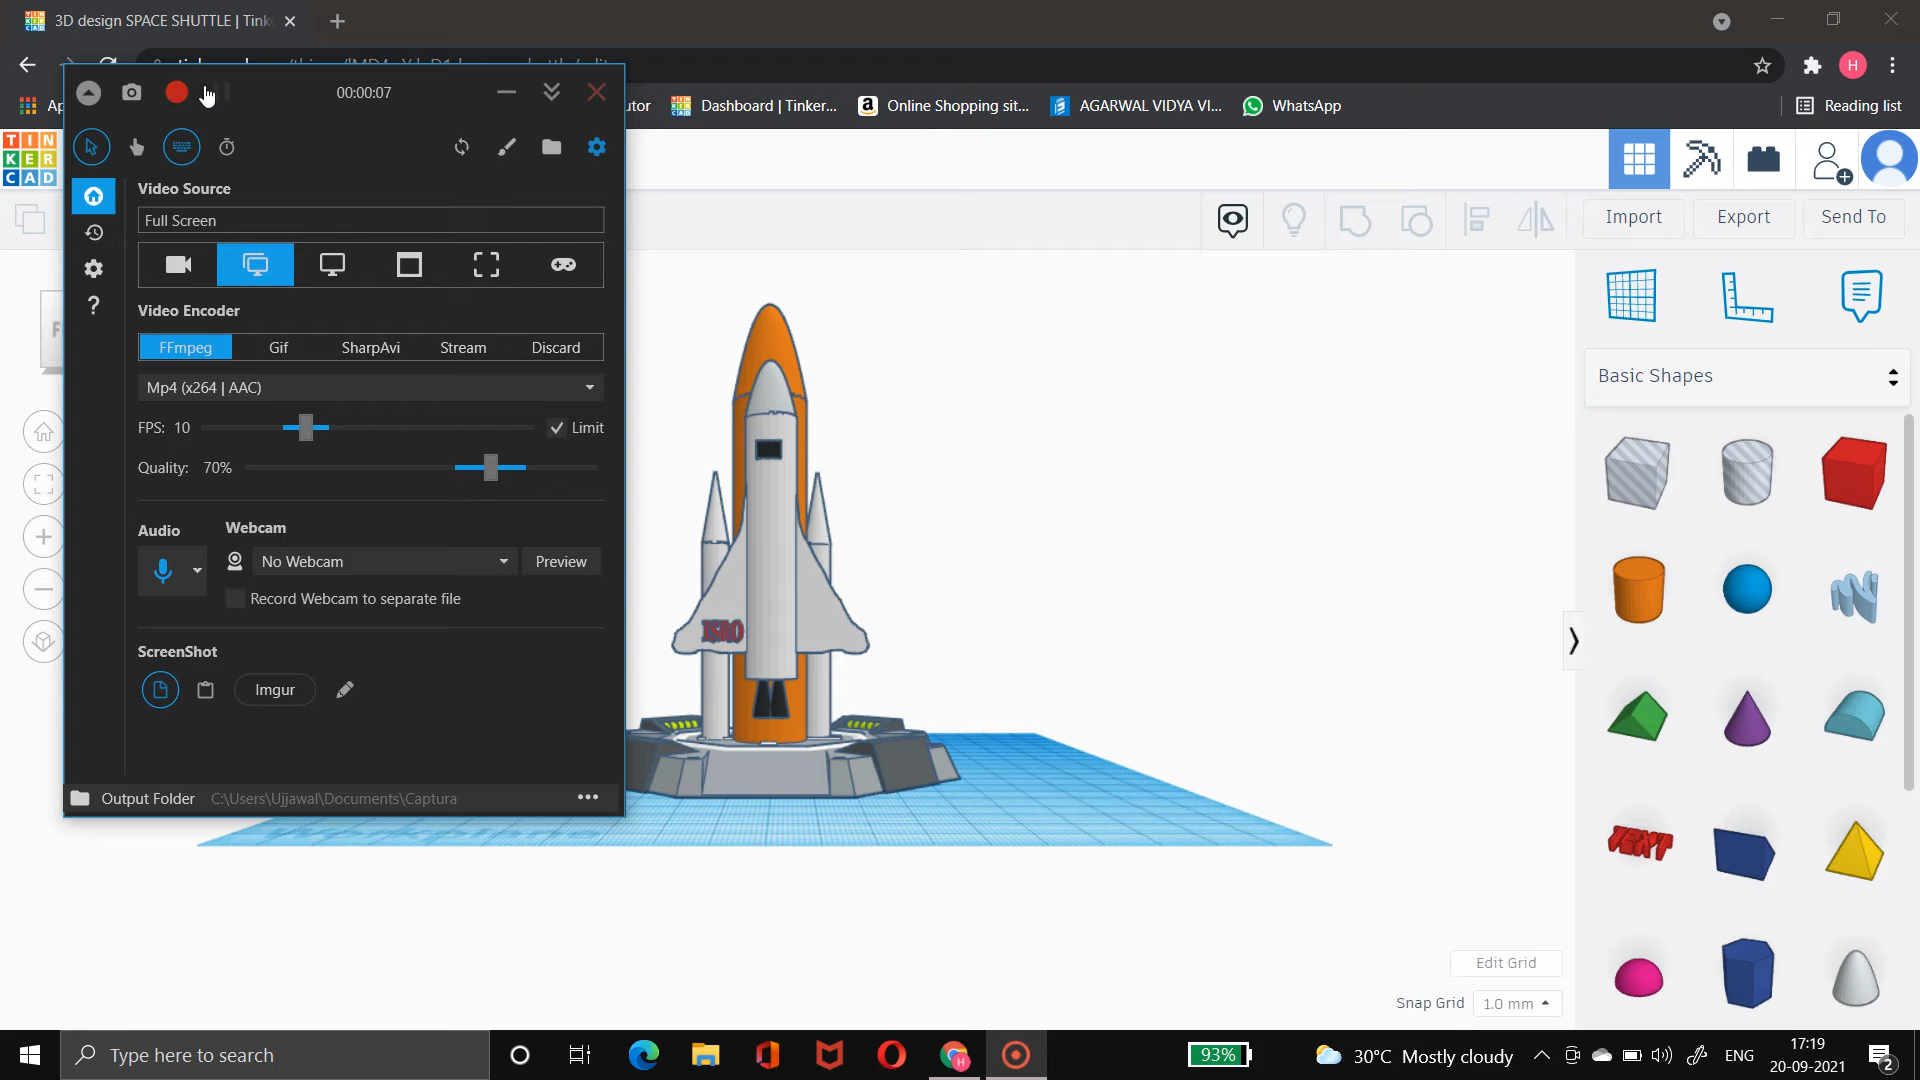 3D design SPACE SHUTTLE | Tink
H
Ap
utor
Dashboard | Tinker...
Online Shopping sit...
AGARWAL VIDYA VI...
WhatsApp
Reading list
00:00:07
TIN
KER
CAD
Video Source
Full Screen
Import
Export
Send To
Video Encoder
FFmpeg
Gif
SharpAvi
Stream
Discard
Mp4 (x264 | AAC)
Basic Shapes
FPS: 10
Limit
Quality: 70%
Audio
Webcam
No Webcam
Preview
Record Webcam to separate file
ISRO
ScreenShot
Imgur
Output Folder C:\Users\Ujjawal\Documents\Captura
TEXT
Edit Grid
Snap Grid 1.0 mm
Type here to search
93%
30°C Mostly cloudy
ENG
17:19
20-09-2021
2